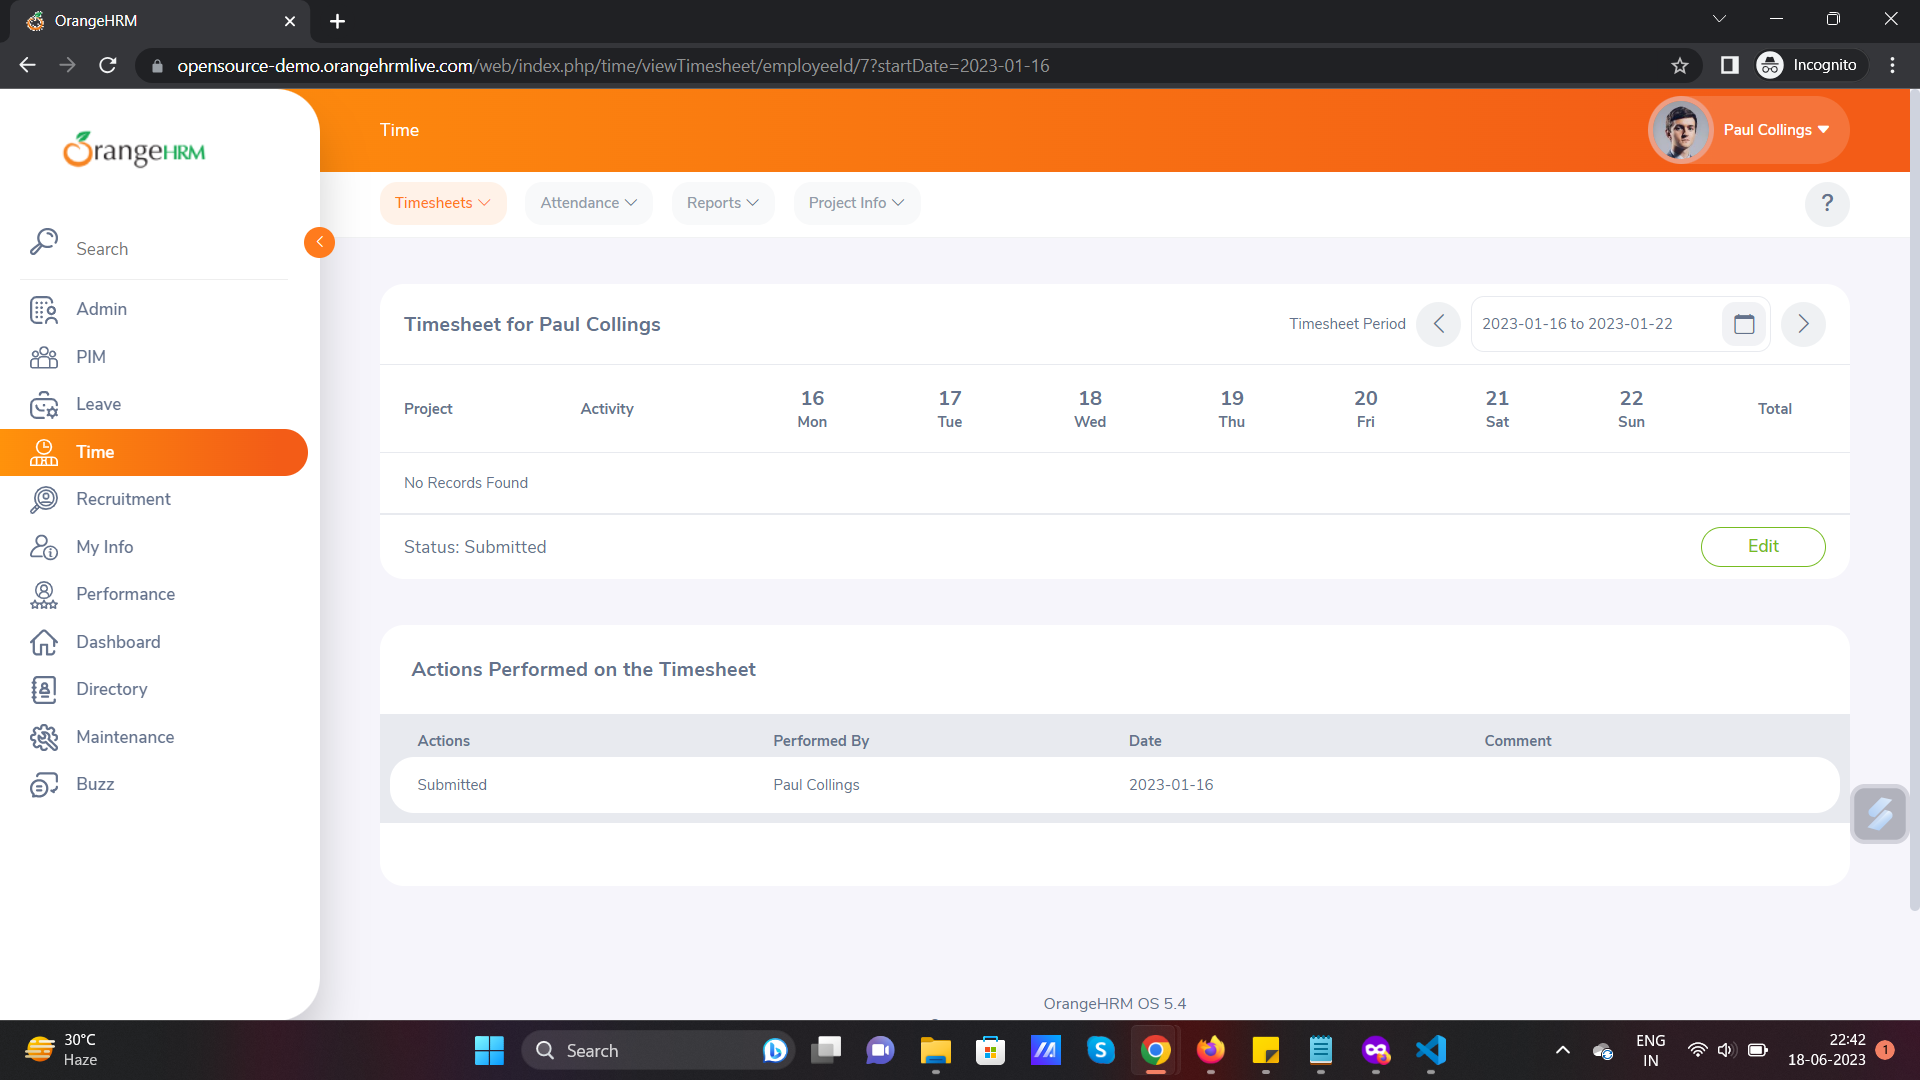 OrangeHRM
opensource-demo.orangehrmlive.com/web/index.php/time/viewTimesheet/employeeId/7?startDate=2023-01-16
Incognito
OrangeHRM
Time
Paul Collings
Timesheets
Attendance
Reports
Project Info
?
Search
Admin
PIM
Leave
Time
Recruitment
My Info
Performance
Dashboard
Directory
Maintenance
Buzz
Timesheet for Paul Collings
Timesheet Period
2023-01-16 to 2023-01-22
Project Activity 16 Mon 17 Tue 18 Wed 19 Thu 20 Fri 21 Sat 22 Sun Total
No Records Found
Status: Submitted
Edit
Actions Performed on the Timesheet
Actions Performed By Date Comment
Submitted Paul Collings 2023-01-16
OrangeHRM OS 5.4
30°C
Haze
Search
ENG
IN
22:42
18-06-2023
1